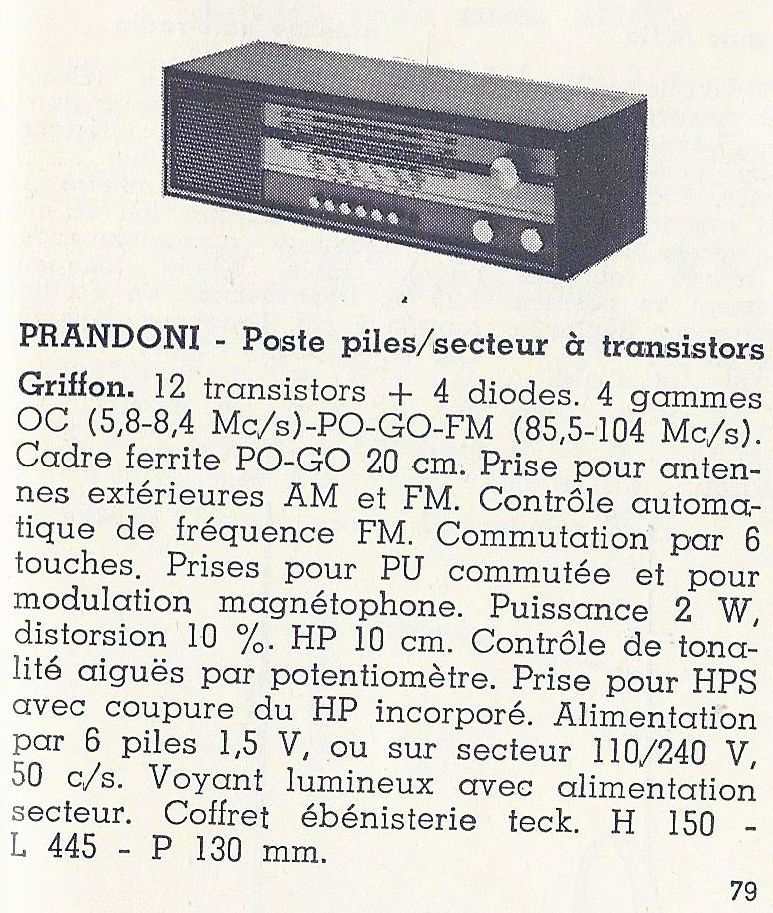 PRANDONI - Poste piles/secteur à transistors
Griffon. 12 transistors + 4 diodes. 4 gammes
OC (5,8-8,4 Mc/s)-PO-GO-FM (85,5-104 Mc/s).
Cadre ferrite PO-GO 20 cm. Prise pour anten-
nes extérieures AM et FM. Contrôle automa-
tique de fréquence FM. Commutation par 6
touches. Prises pour PU commutée et pour
modulation magnétophone. Puissance 2 W,
distorsion 10 %. HP 10 cm. Contrôle de tona-
lité aiguës par potentiomètre. Prise pour HPS
avec coupure du HP incorporé. Alimentation
par 6 piles 1,5 V, ou sur secteur 110/240 V,
50 c/s. Voyant lumineux avec alimentation
secteur. Coffret ébénisterie teck. H 150 -
L 445 - P 130 mm.
79